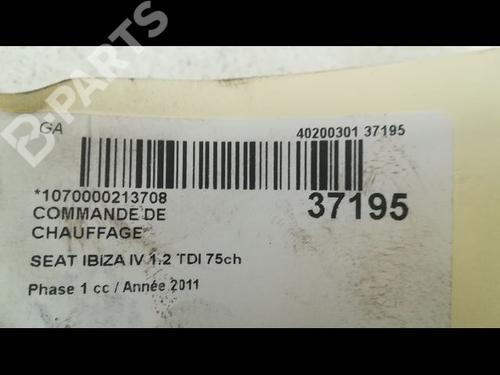 B-PARTS
GA
40200301 37195
*1070000213708
37195
COMMANDE DE
CHAUFFAGE
SEAT IBIZA IV 1.2 TDI 75ch
Phase 1 cc / Année 2011